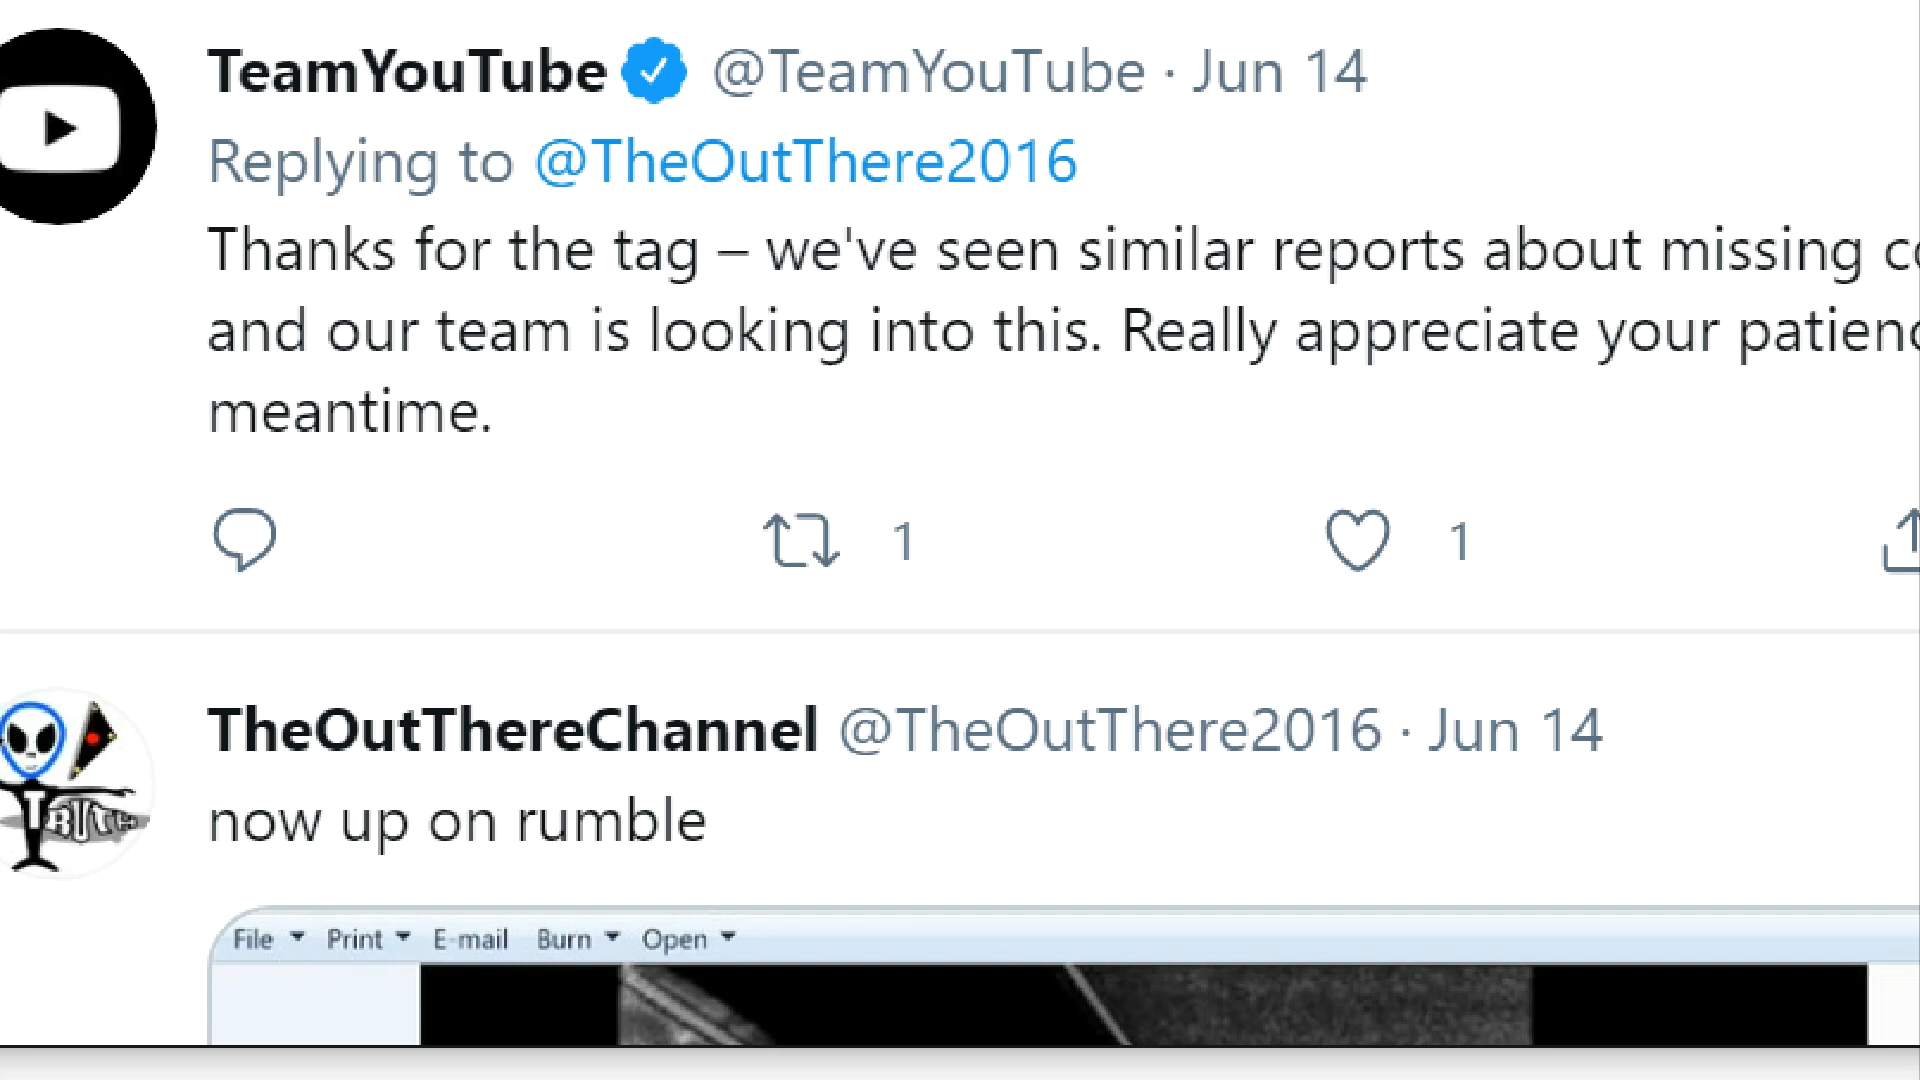 TeamYouTube @TeamYouTube · Jun 14
Replying to @TheOutThere2016
Thanks for the tag – we've seen similar reports about missing
and our team is looking into this. Really appreciate your
meantime.
1 1
TheOutThereChannel @TheOutThere2016 · Jun 14
TRUTH
now up on rumble
File Print E-mail Burn Open